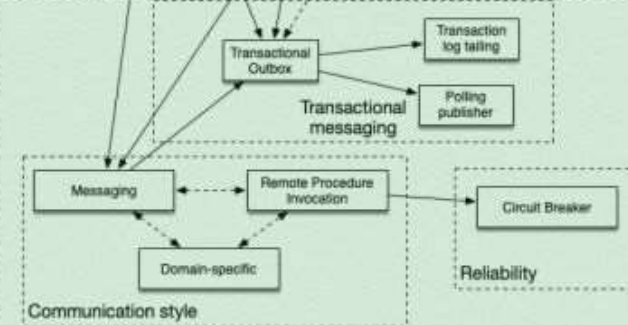 Transaction
log tailing
Transactional
Outbox
Polling
publisher
Transactional
messaging
Messaging
Remote Procedure
Invocation
Circuit Breaker
Domain-specific
Reliability
Communication style